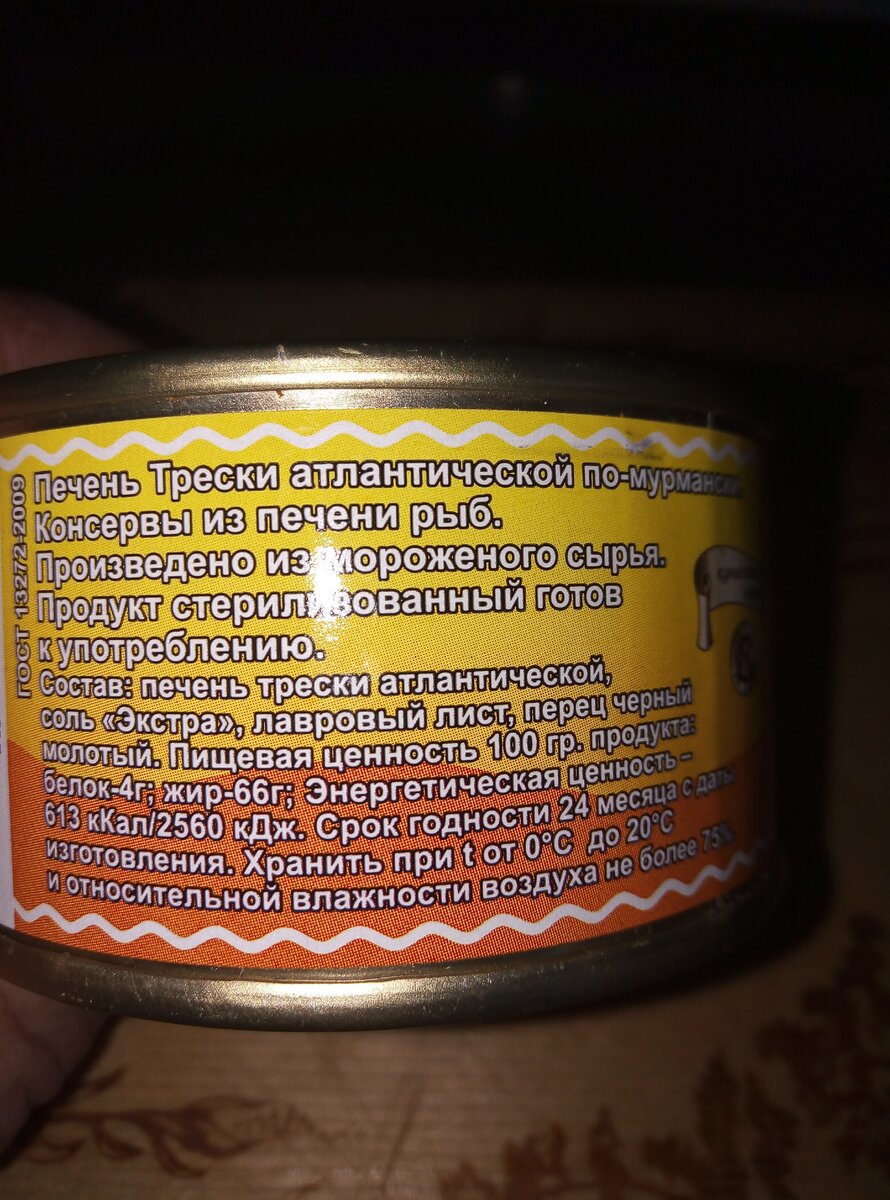 ГОСТ 13272-2009
Печень Трески атлантической по-мурмански.
Консервы из печени рыб.
Произведено из мороженого сырья.
Продукт стерилизованный готов
к употреблению.
Состав: печень трески атлантической,
соль «Экстра», лавровый лист, перец черный
молотый. Пищевая ценность 100 гр. продукта:
белок-4г; жир-66г; Энергетическая ценность –
613 кКал/2560 кДж. Срок годности 24 месяца с даты
изготовления. Хранить при t от 0°С до 20°С
и относительной влажности воздуха не более 75%.